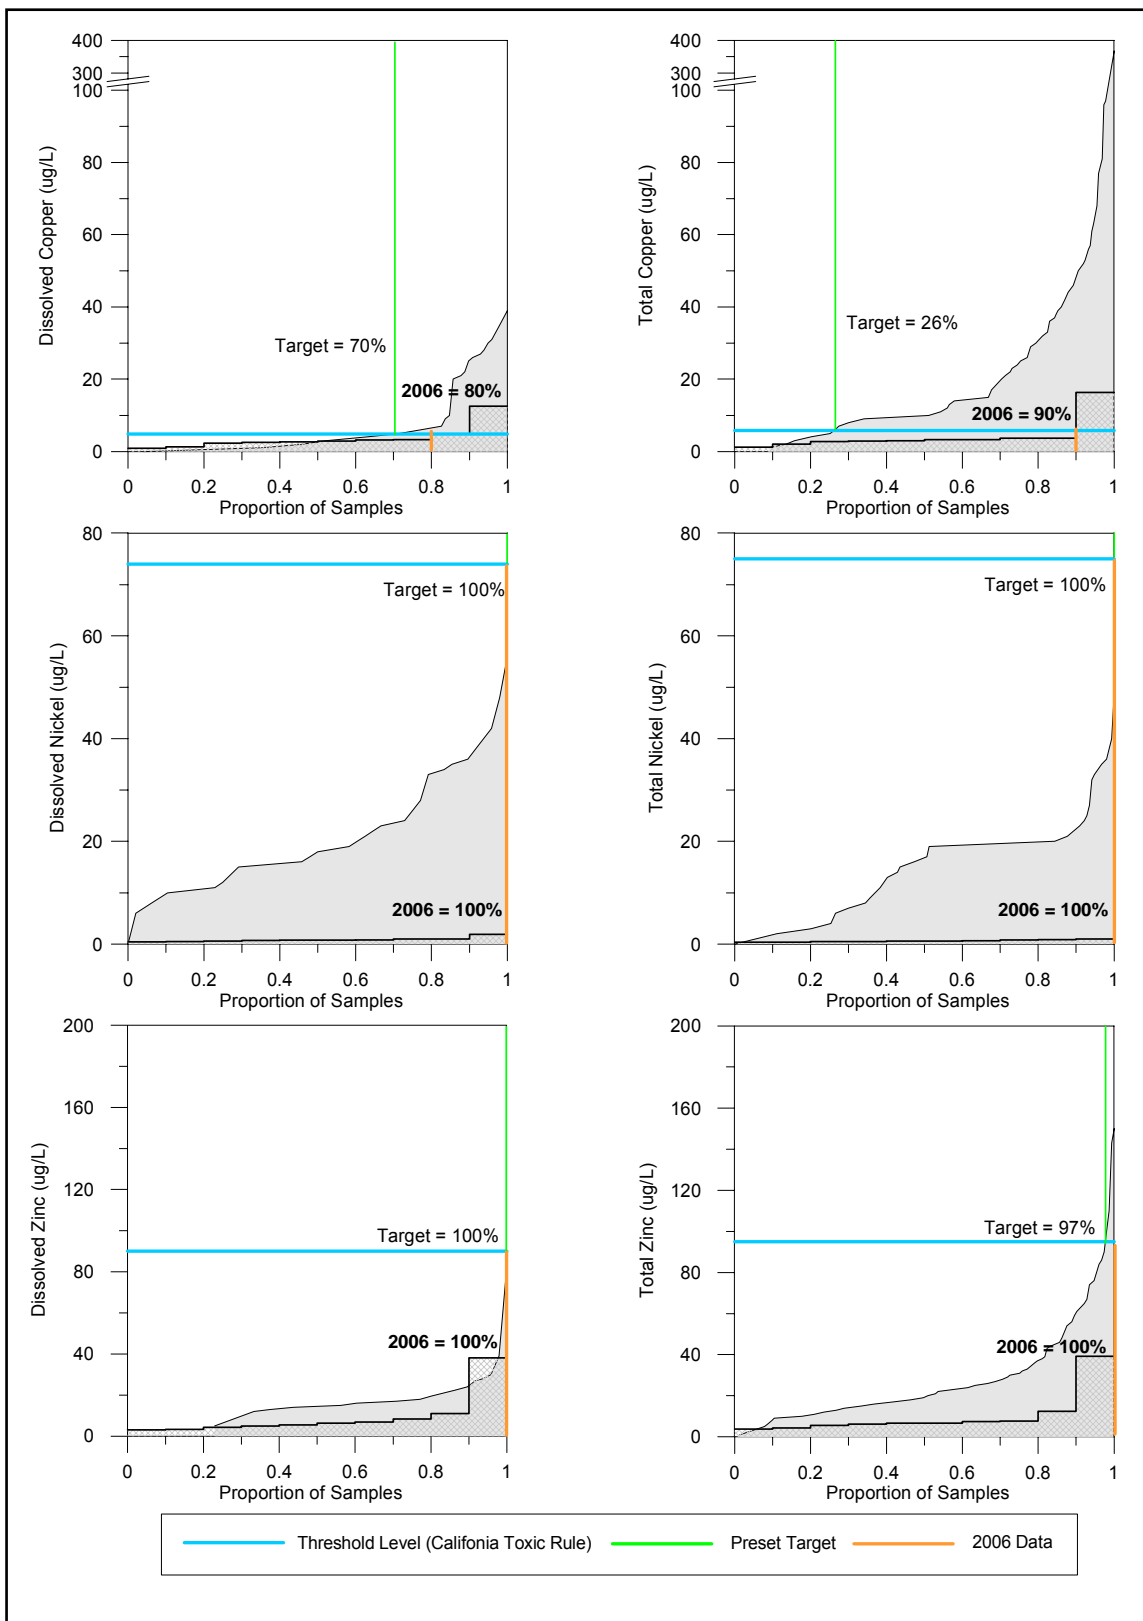 400
300
100
80
60
40
20
0
Dissolved Copper (ug/L)
Target = 70%
2006 = 80%
0 0.2 0.4 0.6 0.8 1
Proportion of Samples
400
300
100
80
60
40
20
0
Total Copper (ug/L)
Target = 26%
2006 = 90%
0 0.2 0.4 0.6 0.8 1
Proportion of Samples
80
60
40
20
0
Dissolved Nickel (ug/L)
Target = 100%
2006 = 100%
0 0.2 0.4 0.6 0.8 1
Proportion of Samples
80
60
40
20
0
Total Nickel (ug/L)
Target = 100%
2006 = 100%
0 0.2 0.4 0.6 0.8 1
Proportion of Samples
200
160
120
80
40
0
Dissolved Zinc (ug/L)
Target = 100%
2006 = 100%
0 0.2 0.4 0.6 0.8 1
Proportion of Samples
200
160
120
80
40
0
Total Zinc (ug/L)
Target = 97%
2006 = 100%
0 0.2 0.4 0.6 0.8 1
Proportion of Samples
Threshold Level (Califonia Toxic Rule)
Preset Target
2006 Data